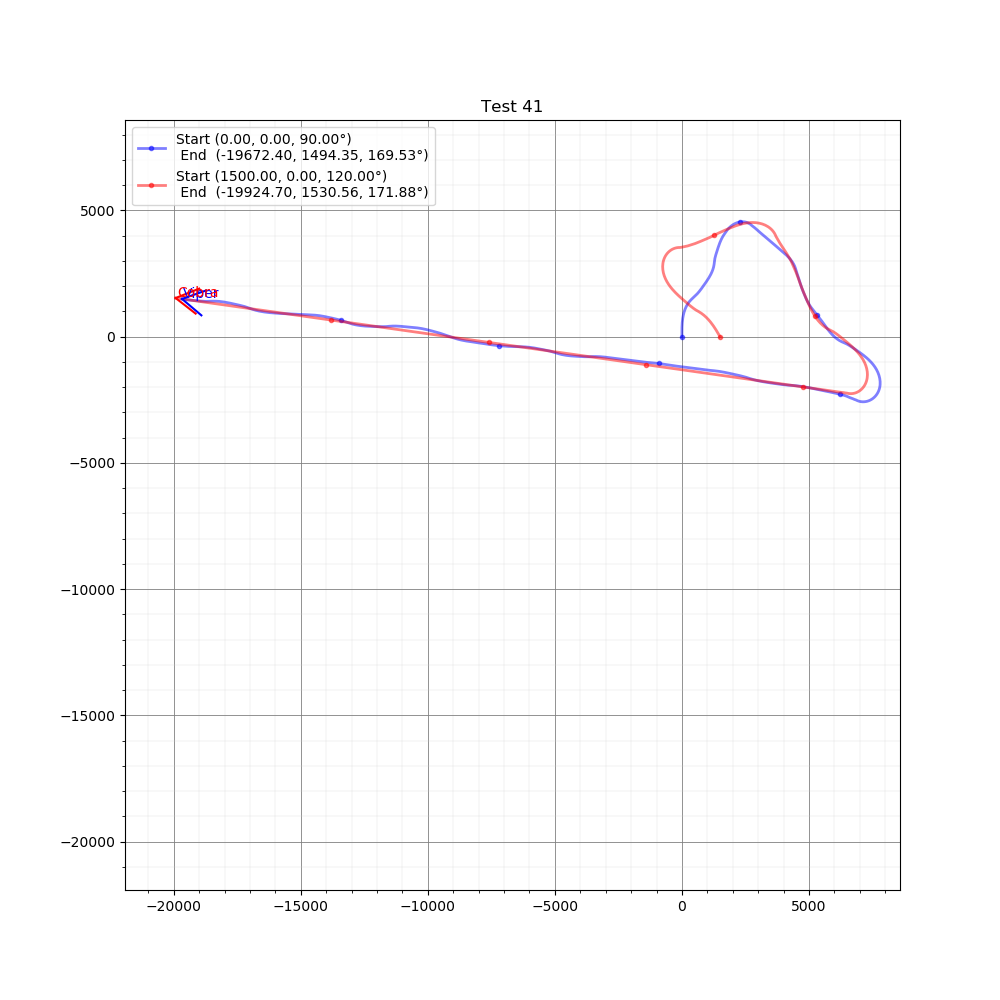 Test 41
Start (0.00, 0.00, 90.00°)
End (-19672.40, 1494.35, 169.53°)
Start (1500.00, 0.00, 120.00°)
End (-19924.70, 1530.56, 171.88°)
5000
0
−5000
−10000
−15000
−20000
−20000 −15000 −10000 −5000 0 5000